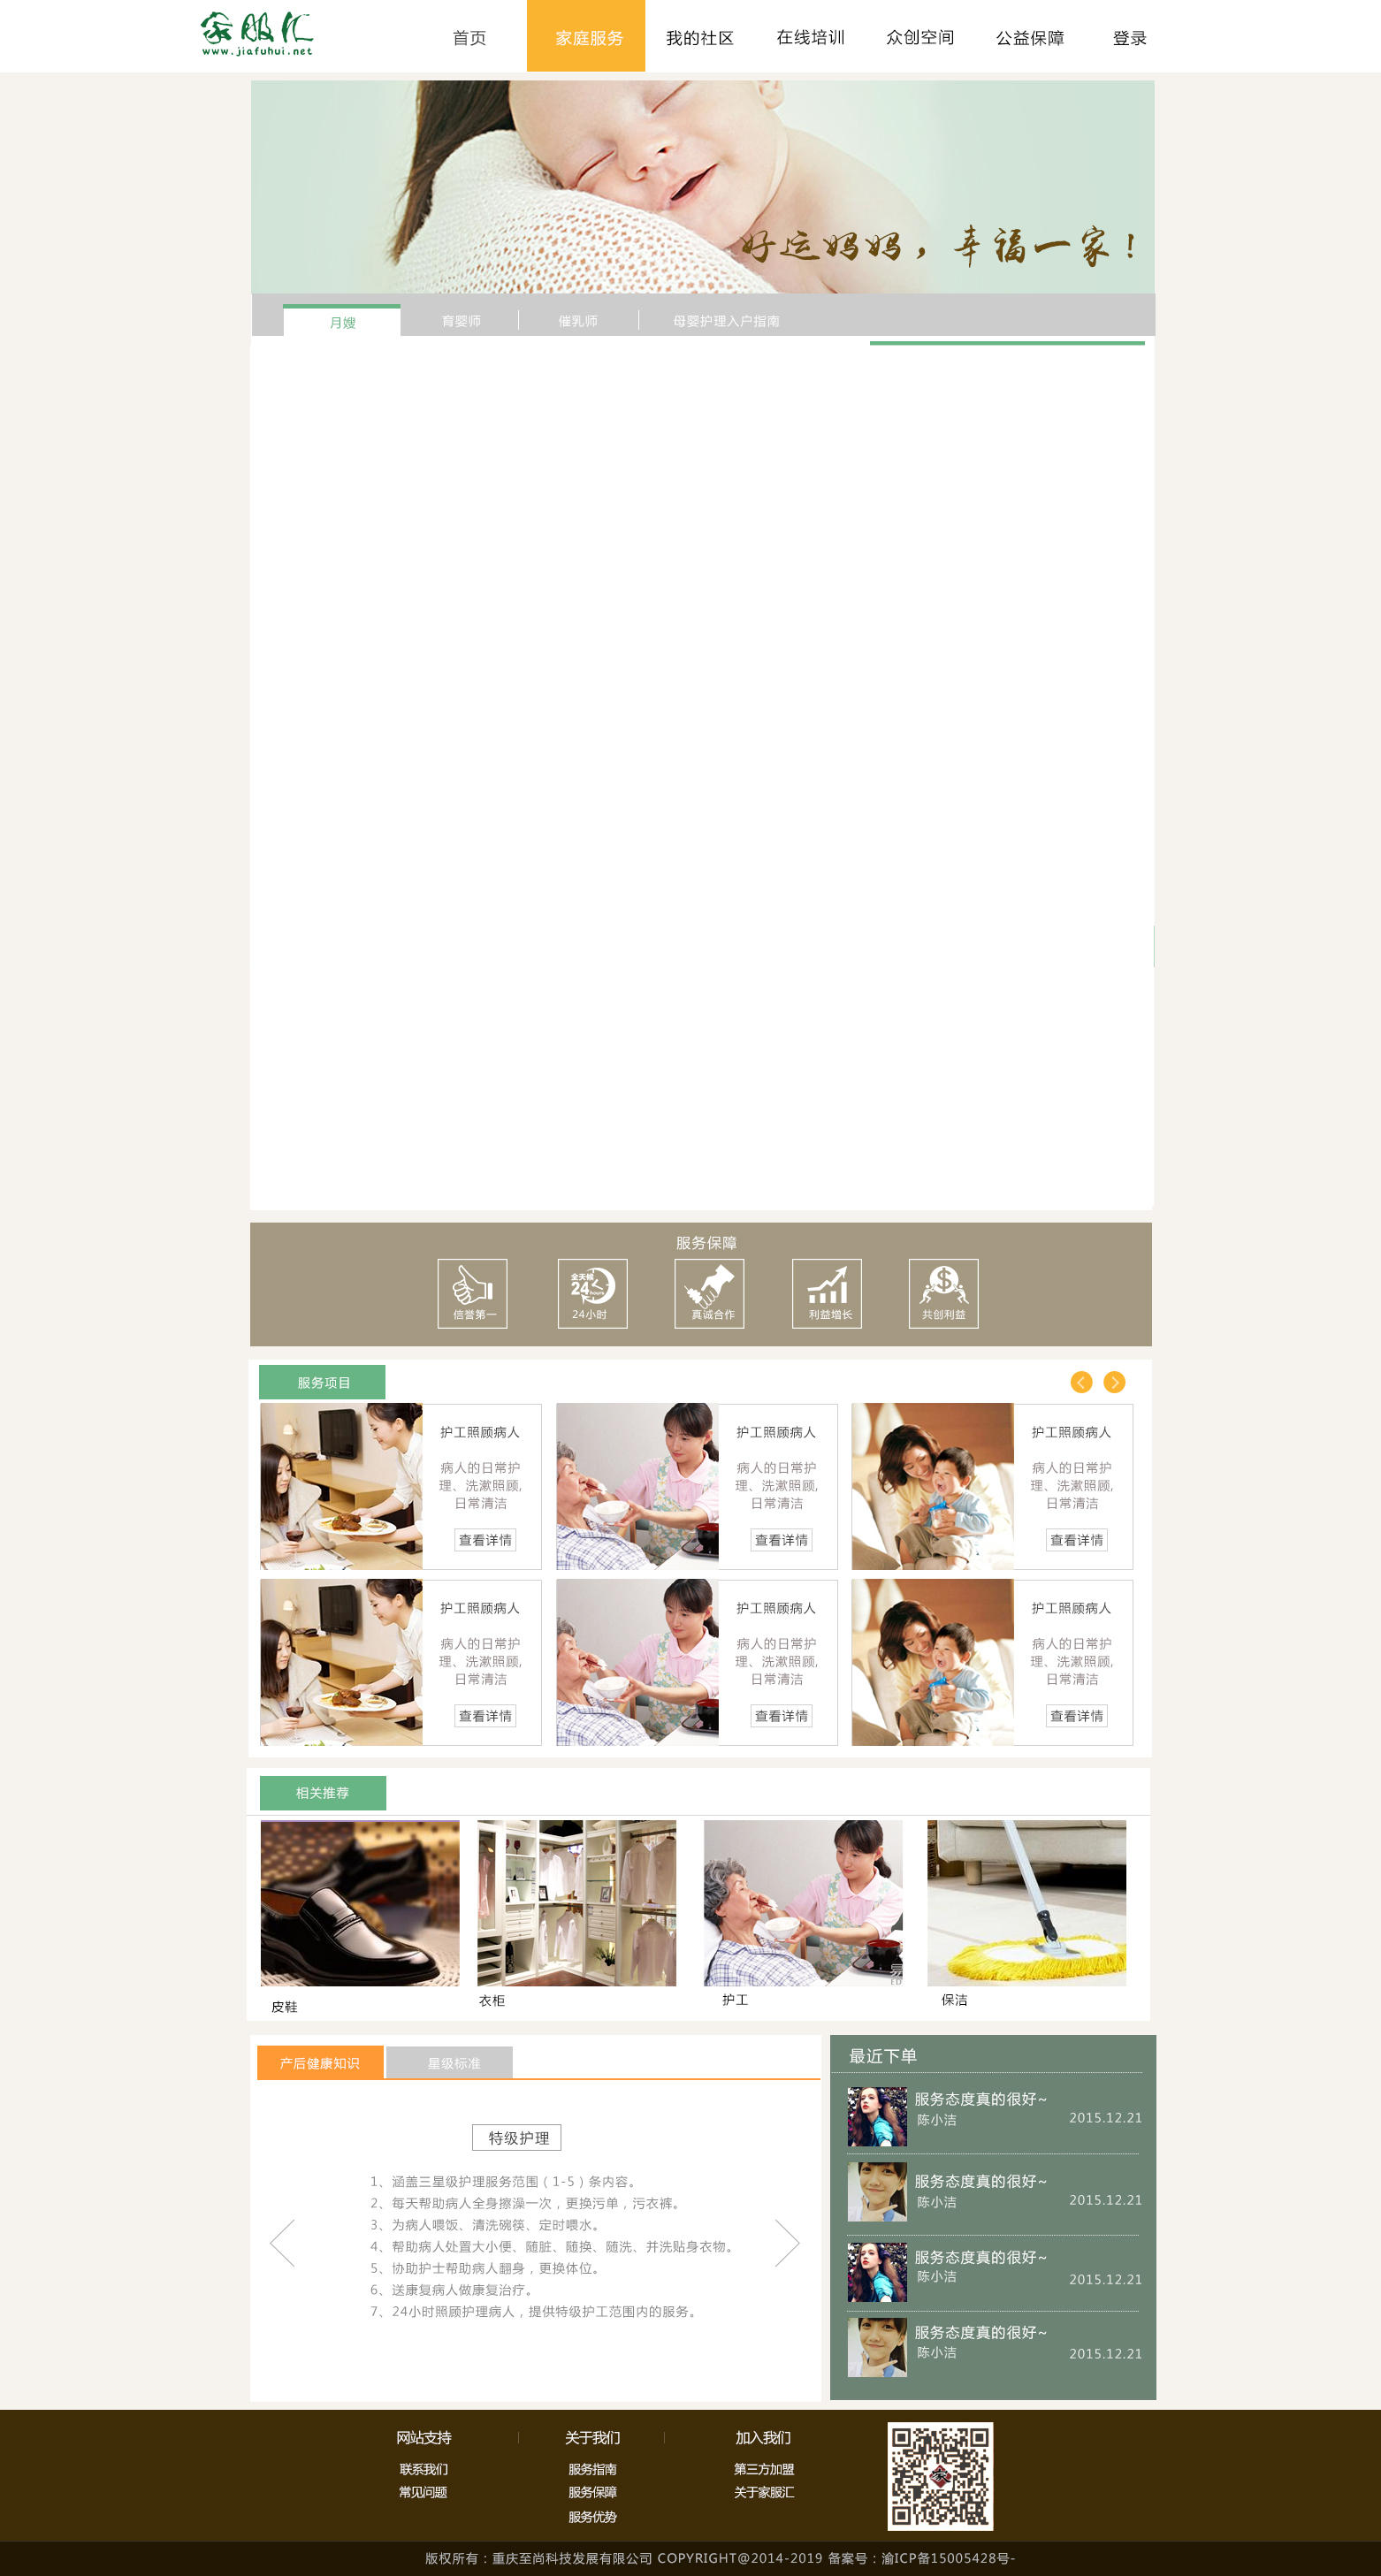 家服汇
www.jiafuhui.net
首页 家庭服务 我的社区 在线培训 众创空间 公益保障 登录
好运妈妈，幸福一家！
月嫂 育婴师 催乳师 母婴护理入户指南
服务保障
全天候
24
hours
信誉第一 24小时 真诚合作 利益增长 共创利益
服务项目
护工照顾病人
病人的日常护
理、洗漱照顾,
日常清洁
查看详情
护工照顾病人
病人的日常护
理、洗漱照顾,
日常清洁
查看详情
护工照顾病人
病人的日常护
理、洗漱照顾,
日常清洁
查看详情
护工照顾病人
病人的日常护
理、洗漱照顾,
日常清洁
查看详情
护工照顾病人
病人的日常护
理、洗漱照顾,
日常清洁
查看详情
护工照顾病人
病人的日常护
理、洗漱照顾,
日常清洁
查看详情
相关推荐
皮鞋 衣柜 护工 保洁
产后健康知识 星级标准
特级护理
1、涵盖三星级护理服务范围（1-5）条内容。
2、每天帮助病人全身擦澡一次，更换污单，污衣裤。
3、为病人喂饭、清洗碗筷、定时喂水。
4、帮助病人处置大小便、随脏、随换、随洗、并洗贴身衣物。
5、协助护士帮助病人翻身，更换体位。
6、送康复病人做康复治疗。
7、24小时照顾护理病人，提供特级护工范围内的服务。
最近下单
服务态度真的很好~
陈小洁 2015.12.21
服务态度真的很好~
陈小洁 2015.12.21
服务态度真的很好~
陈小洁 2015.12.21
服务态度真的很好~
陈小洁 2015.12.21
网站支持 关于我们 加入我们
联系我们 服务指南 第三方加盟
常见问题 服务保障 关于家服汇
服务优势
版权所有：重庆至尚科技发展有限公司 COPYRIGHT@2014-2019 备案号：渝ICP备15005428号-